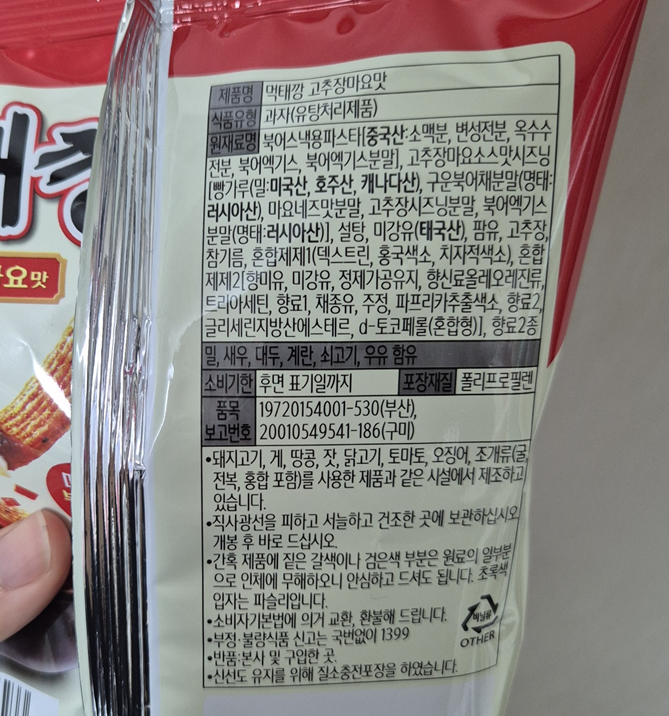 제품명 먹태깡 고추장마요맛
식품유형 과자(유탕처리제품)
원재료명 북어스낵용파스타[중국산:소맥분, 변성전분, 옥수수
전분, 북어엑기스, 북어엑기스분말], 고추장마요소스맛시즈닝
[빵가루(밀:미국산, 호주산, 캐나다산), 구운북어채분말(명태:
러시아산), 마요네즈맛분말, 고추장시즈닝분말, 북어엑기스
분말(명태:러시아산)], 설탕, 미강유(태국산), 팜유, 고추장,
참기름, 혼합제제1(덱스트린, 홍국색소, 치자적색소), 혼합
제제2[향미유, 미강유, 정제가공유지, 향신료올레오레진류,
트리아세틴, 향료1, 채종유, 주정, 파프리카추출색소, 향료2,
글리세린지방산에스테르, d-토코페롤(혼합형)], 향료2종
밀, 새우, 대두, 계란, 쇠고기, 우유 함유
소비기한 후면 표기일까지 포장재질 폴리프로필렌
품목 19720154001-530(부산),
보고번호 20010549541-186(구미)
•돼지고기, 게, 땅콩, 잣, 닭고기, 토마토, 오징어, 조개류(굴,
전복, 홍합 포함)를 사용한 제품과 같은 시설에서 제조하고
있습니다.
•직사광선을 피하고 서늘하고 건조한 곳에 보관하십시오.
개봉 후 바로 드십시오.
•간혹 제품에 짙은 갈색이나 검은색 부분은 원료의 일부분
으로 인체에 무해하오니 안심하고 드셔도 됩니다. 초록색
입자는 파슬리입니다.
•소비자기본법에 의거 교환, 환불해 드립니다.
•부정·불량식품 신고는 국번없이 1399
•반품:본사 및 구입한 곳.
•신선도 유지를 위해 질소충전포장을 하였습니다.
비닐류
OTHER
요맛